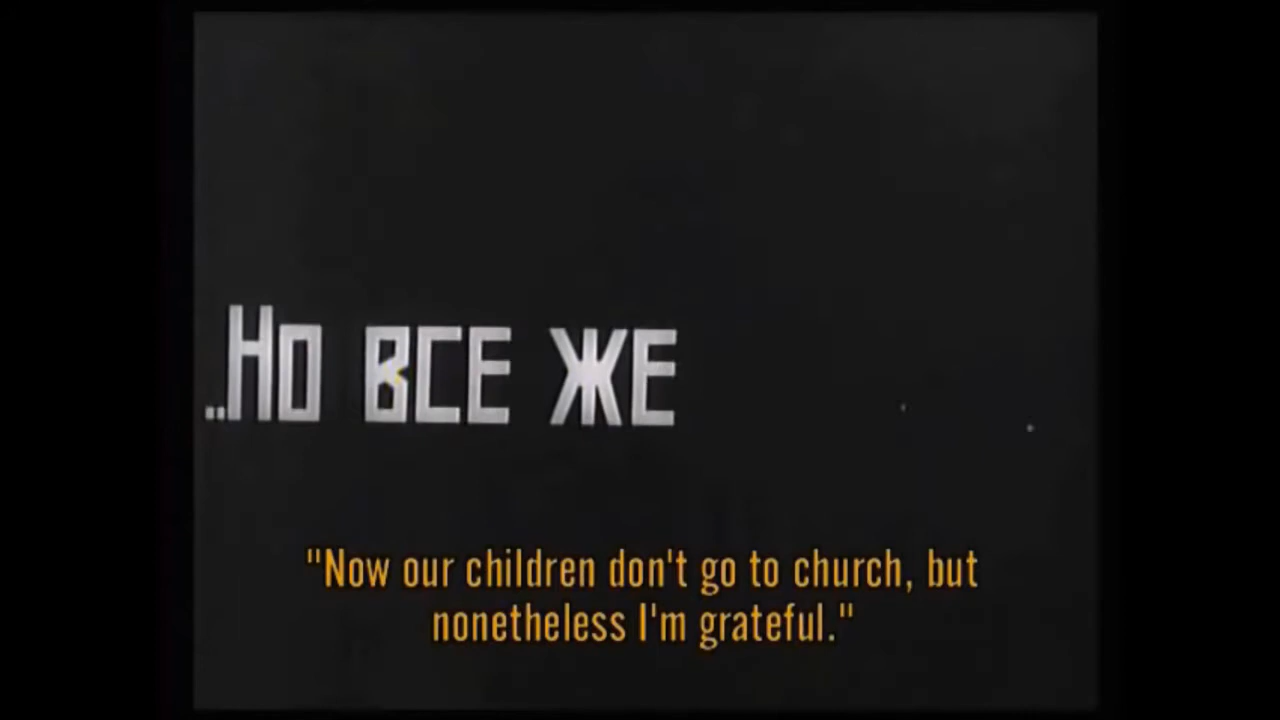 ..Но все же
"Now our children don't go to church, but
nonetheless I'm grateful."